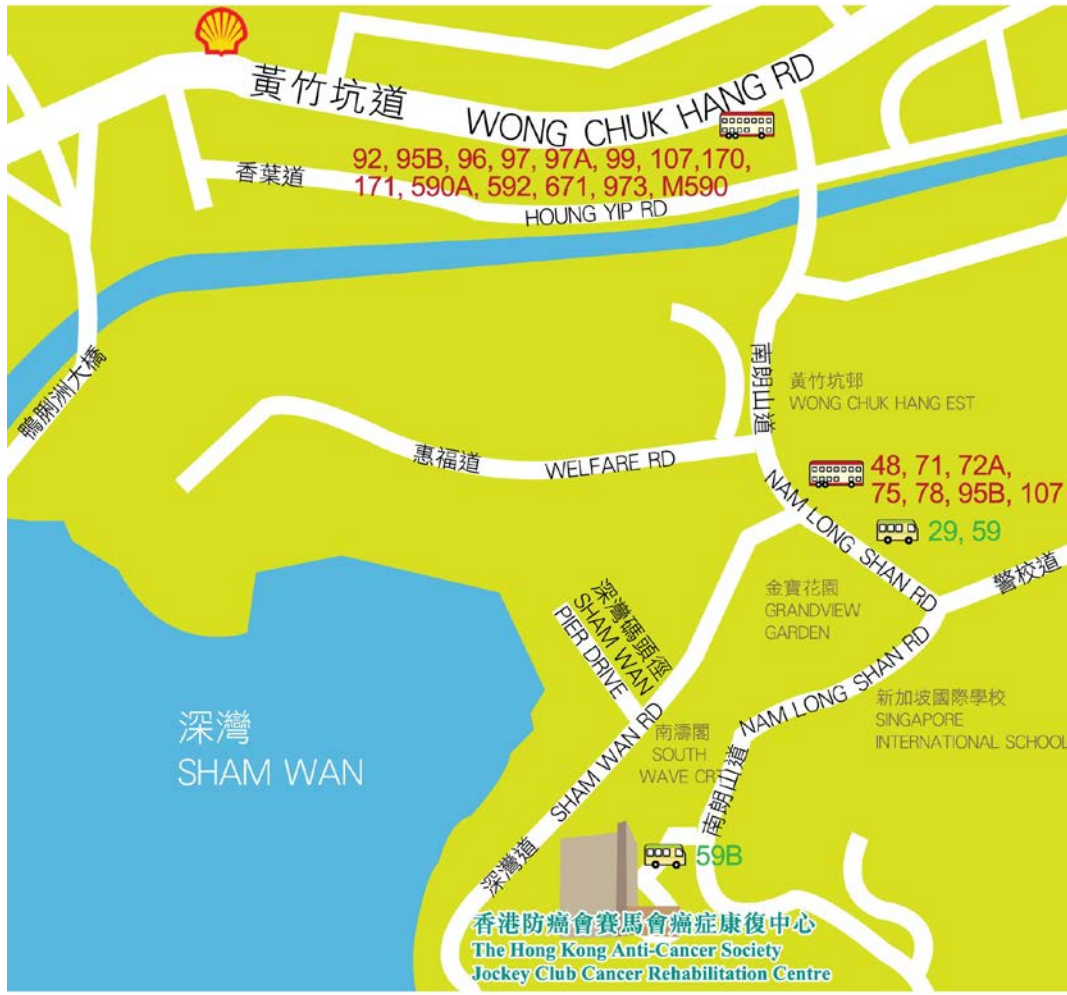 黃竹坑道 WONG CHUK HANG RD
92, 95B, 96, 97, 97A, 99, 107,170,
171, 590A, 592, 671, 973, M590
香葉道
HOUNG YIP RD
鴨脷洲大橋
南朗山道
黃竹坑邨
WONG CHUK HANG EST
惠福道 WELFARE RD
48, 71, 72A,
75, 78, 95B, 107
29, 59
NAM LONG SHAN RD
警校道
金寶花園
GRANDVIEW
GARDEN
深灣碼頭徑
SHAM WAN
PIER DRIVE
NAM LONG SHAN RD
新加坡國際學校
SINGAPORE
INTERNATIONAL SCHOOL
深灣
SHAM WAN
南濤閣
SOUTH
WAVE CRT
深灣道 SHAM WAN RD
南朗山道
59B
香港防癌會賽馬會癌症康復中心
The Hong Kong Anti-Cancer Society
Jockey Club Cancer Rehabilitation Centre